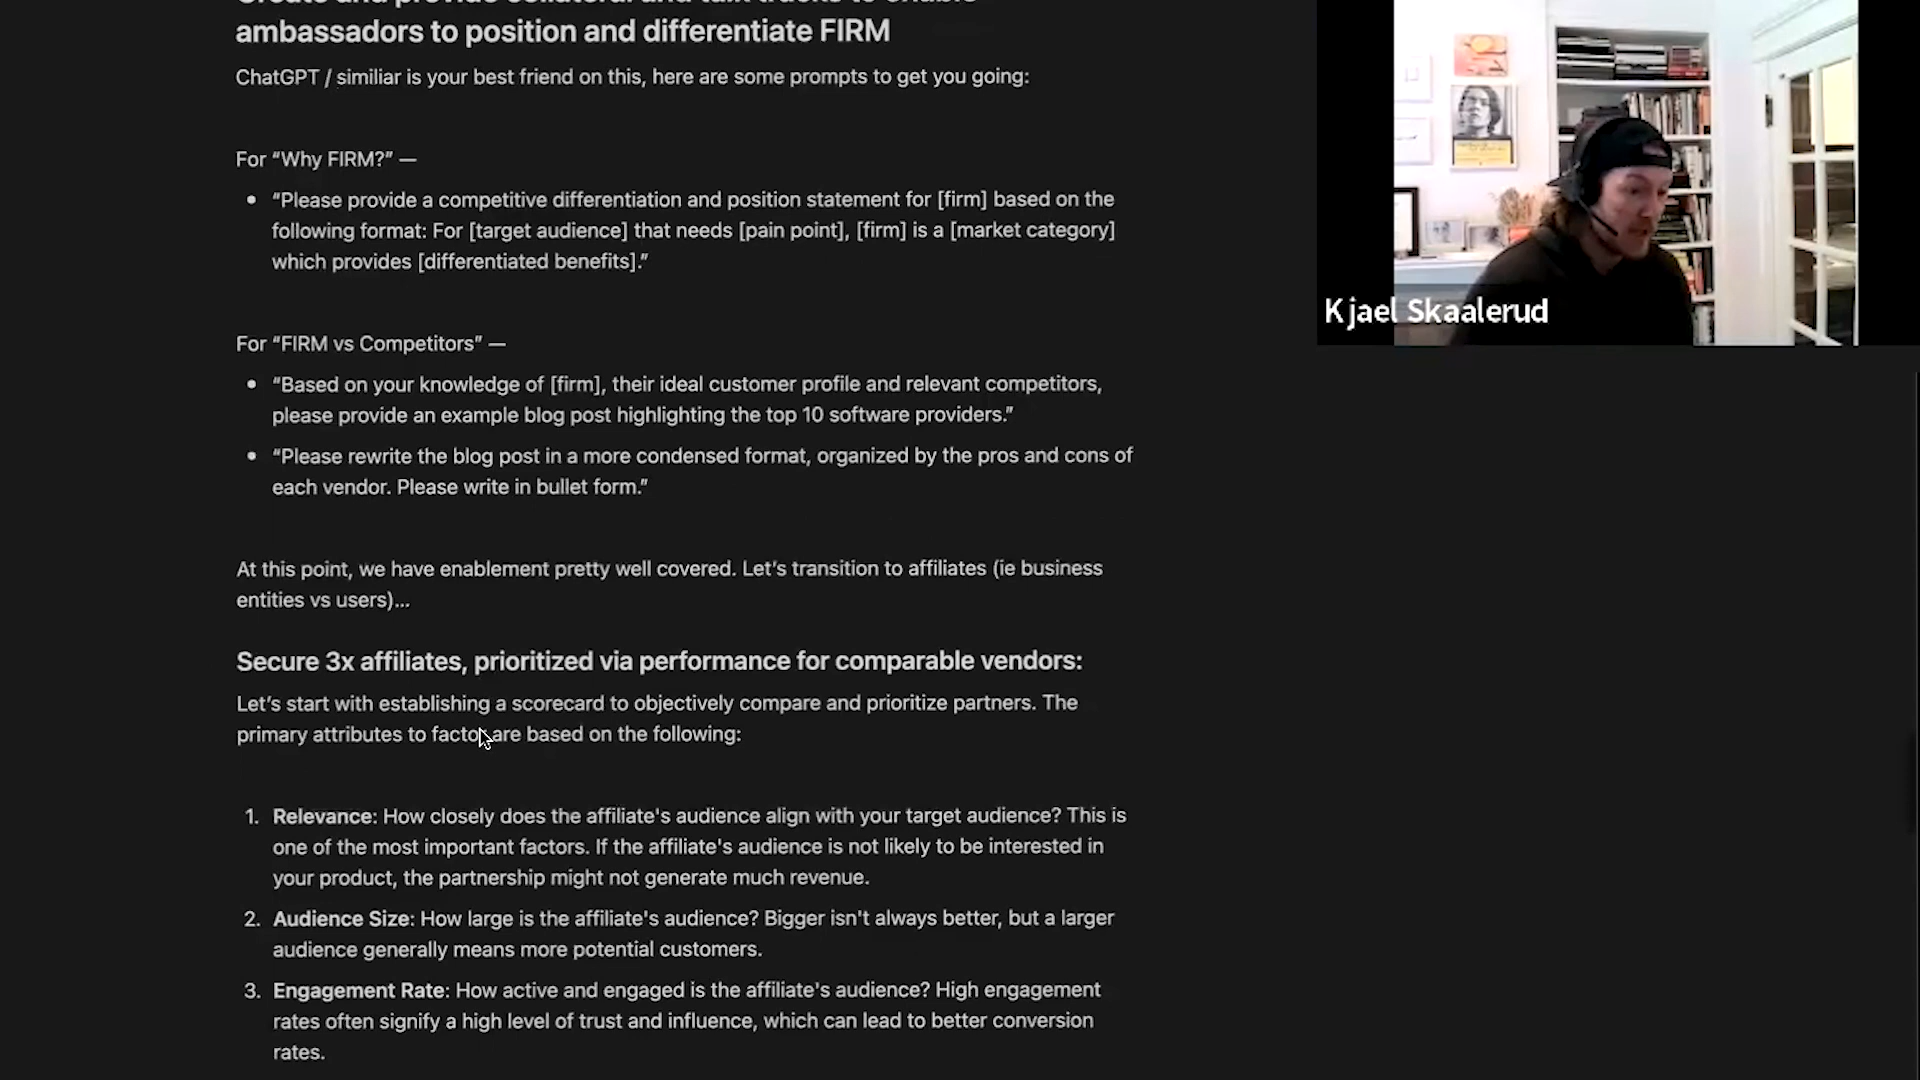 Create and provide collateral and talk tracks to enable
ambassadors to position and differentiate FIRM
ChatGPT / similiar is your best friend on this, here are some prompts to get you going:
For “Why FIRM?” —
• “Please provide a competitive differentiation and position statement for [firm] based on the
following format: For [target audience] that needs [pain point], [firm] is a [market category]
which provides [differentiated benefits].”
For “FIRM vs Competitors” —
• “Based on your knowledge of [firm], their ideal customer profile and relevant competitors,
please provide an example blog post highlighting the top 10 software providers.”
• “Please rewrite the blog post in a more condensed format, organized by the pros and cons of
each vendor. Please write in bullet form.”
At this point, we have enablement pretty well covered. Let’s transition to affiliates (ie business
entities vs users)...
Secure 3x affiliates, prioritized via performance for comparable vendors:
Let’s start with establishing a scorecard to objectively compare and prioritize partners. The
primary attributes to factor are based on the following:
1. Relevance: How closely does the affiliate's audience align with your target audience? This is
one of the most important factors. If the affiliate's audience is not likely to be interested in
your product, the partnership might not generate much revenue.
2. Audience Size: How large is the affiliate's audience? Bigger isn't always better, but a larger
audience generally means more potential customers.
3. Engagement Rate: How active and engaged is the affiliate's audience? High engagement
rates often signify a high level of trust and influence, which can lead to better conversion
rates.
Kjael Skaalerud